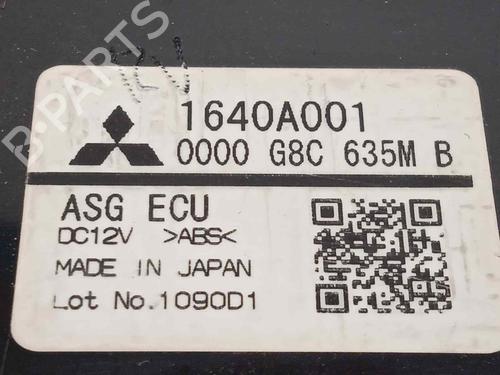 B-PARTS
1640A001
0000 G8C 635M B
ASG ECU
DC12V >ABS<
MADE IN JAPAN
Lot No.1090D1